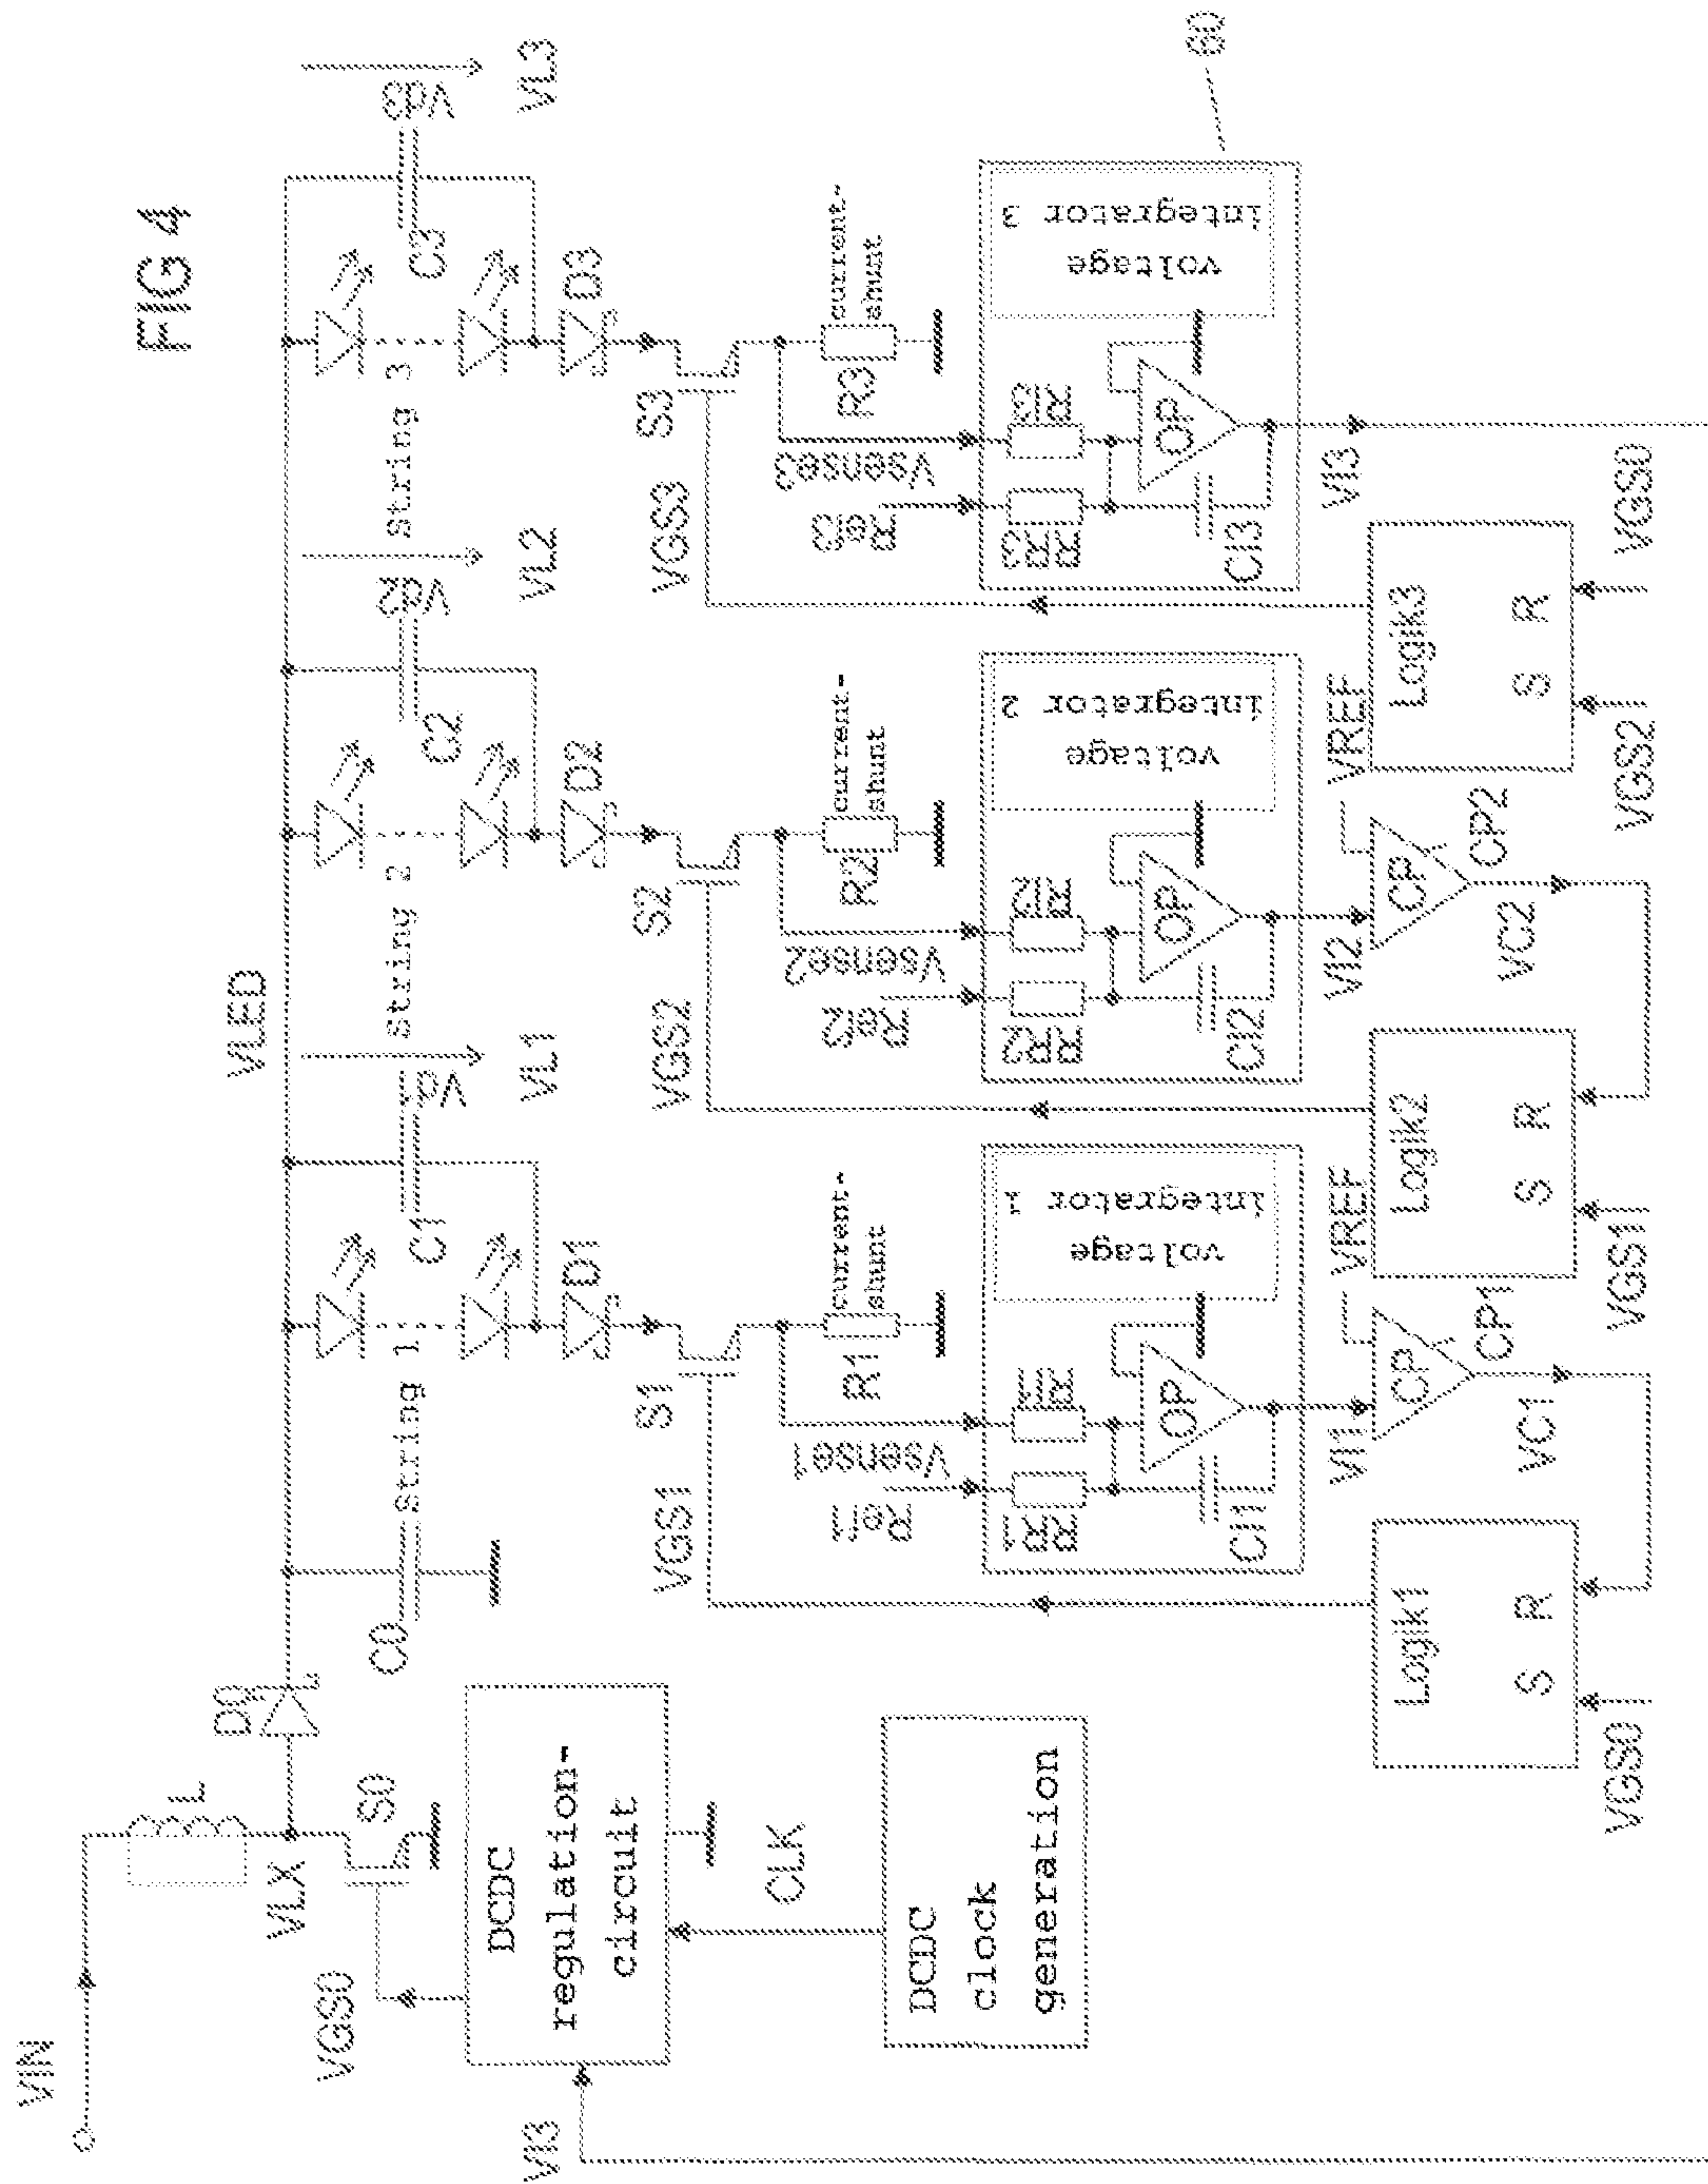 FIG 4
VIN
L
VLX
D0
S0
VGS0
DCDC
regulation-
circuit
VI3
CLK
DCDC
clock
generation
VLED
C0
String 1
C1
Vd1
VL1
D1
String 2
C2
Vd2
VL2
D2
String 3
C3
Vd3
VL3
D3
VGS1
S1
R1
current-
shunt
VGS2
S2
R2
current-
shunt
VGS3
S3
R3
current-
shunt
Ref1
Vsense1
RR1
RI1
CI1
OP
voltage
integrator 1
Ref2
Vsense2
RR2
RI2
CI2
OP
voltage
integrator 2
Ref3
Vsense3
RR3
RI3
CI3
OP
voltage
integrator 3
60
VI1
VREF
CP
CP1
VC1
VI2
VREF
CP
CP2
VC2
VI3
Logik1
S R
VGS0
Logik2
S R
VGS1
Logik3
S R
VGS2
VGS0